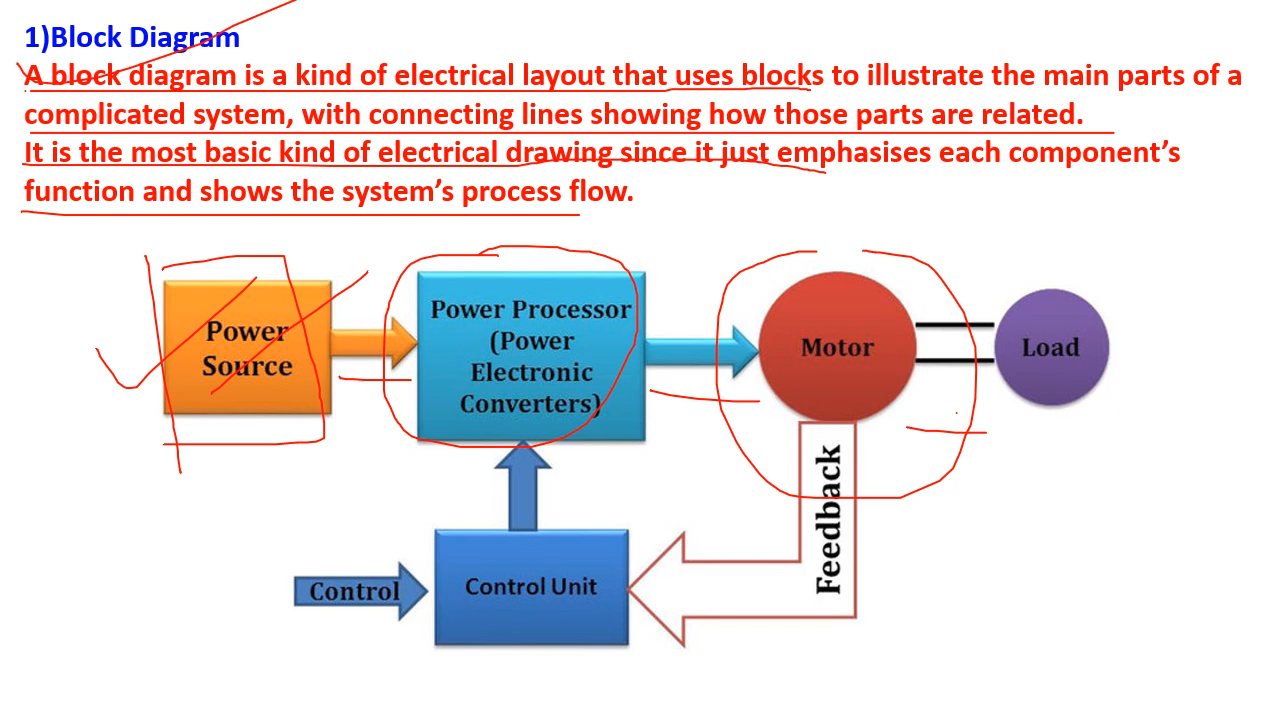 1)Block Diagram
A block diagram is a kind of electrical layout that uses blocks to illustrate the main parts of a
complicated system, with connecting lines showing how those parts are related.
It is the most basic kind of electrical drawing since it just emphasises each component’s
function and shows the system’s process flow.
Power
Source
Power Processor
(Power
Electronic
Converters)
Motor
Load
Feedback
Control
Control Unit